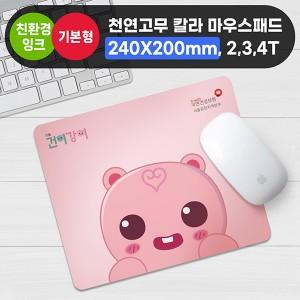 친환경
잉크
기본형
천연고무 칼라 마우스패드
240X200mm, 2,3,4T
건이강이